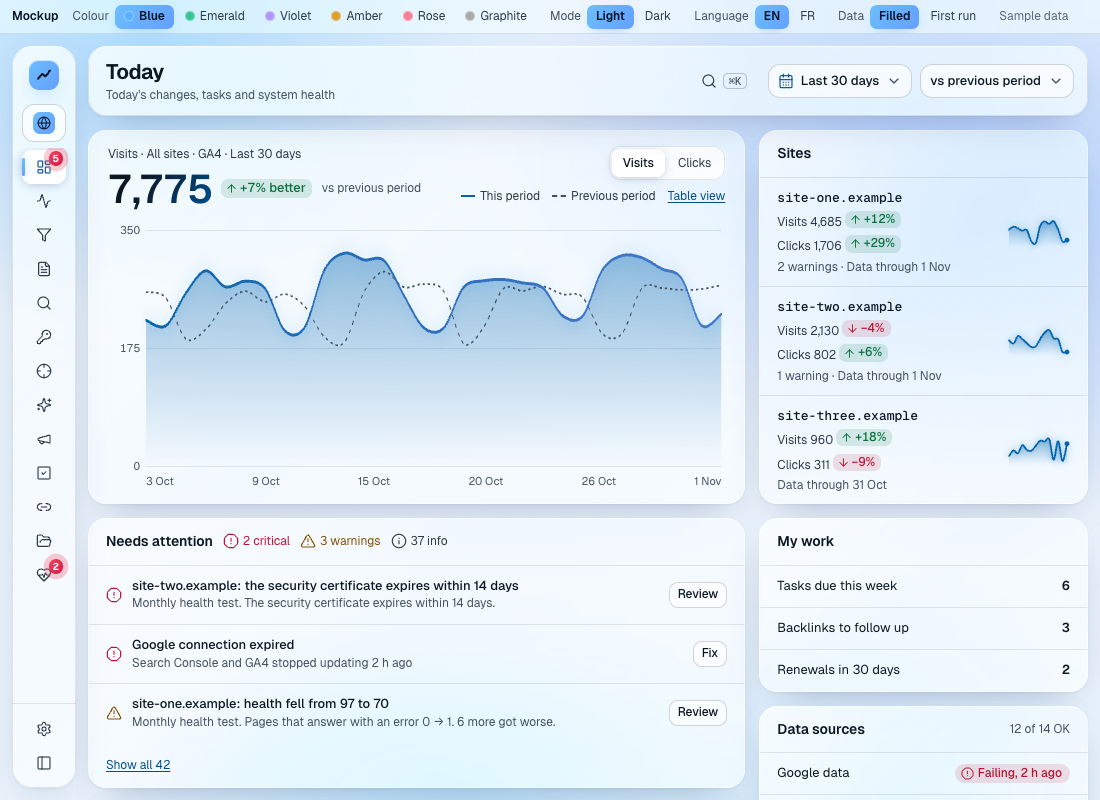 Mockup Colour Blue Emerald Violet Amber Rose Graphite Mode Light Dark Language EN FR Data Filled First run Sample data
Today
Today's changes, tasks and system health
⌘K
Last 30 days
vs previous period
5
2
Visits · All sites · GA4 · Last 30 days
Visits Clicks
7,775 ↑ +7% better vs previous period
This period Previous period Table view
350
175
0
3 Oct 9 Oct 15 Oct 20 Oct 26 Oct 1 Nov
Sites
site-one.example
Visits 4,685 ↑ +12%
Clicks 1,706 ↑ +29%
2 warnings · Data through 1 Nov
site-two.example
Visits 2,130 ↓ −4%
Clicks 802 ↑ +6%
1 warning · Data through 1 Nov
site-three.example
Visits 960 ↑ +18%
Clicks 311 ↓ −9%
Data through 31 Oct
Needs attention 2 critical 3 warnings 37 info
site-two.example: the security certificate expires within 14 days
Monthly health test. The security certificate expires within 14 days.
Review
Google connection expired
Search Console and GA4 stopped updating 2 h ago
Fix
site-one.example: health fell from 97 to 70
Monthly health test. Pages that answer with an error 0 → 1. 6 more got worse.
Review
Show all 42
My work
Tasks due this week 6
Backlinks to follow up 3
Renewals in 30 days 2
Data sources 12 of 14 OK
Google data Failing, 2 h ago